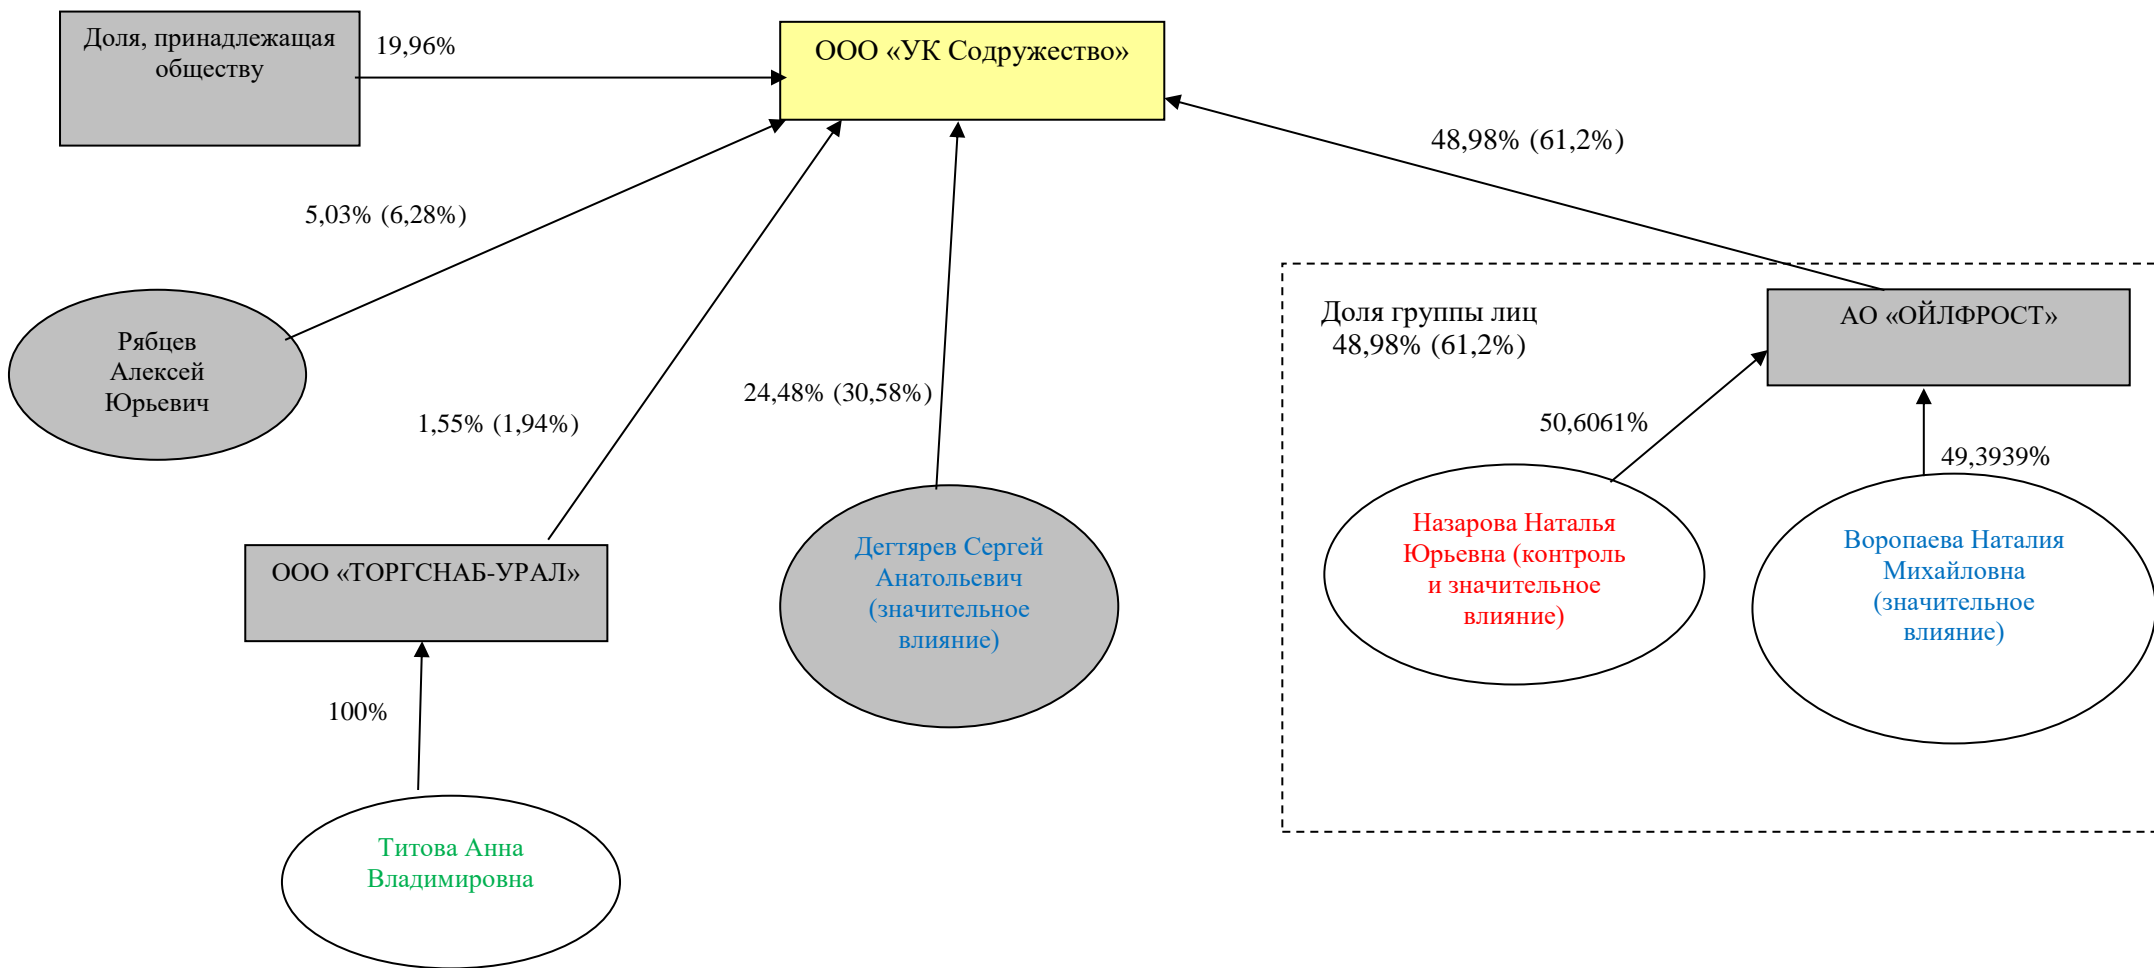 Доля, принадлежащая
обществу
19,96%
ООО «УК Содружество»
48,98% (61,2%)
5,03% (6,28%)
Рябцев
Алексей
Юрьевич
1,55% (1,94%)
24,48% (30,58%)
Доля группы лиц
48,98% (61,2%)
АО «ОЙЛФРОСТ»
50,6061%
49,3939%
ООО «ТОРГСНАБ-УРАЛ»
Дегтярев Сергей
Анатольевич
(значительное
влияние)
Назарова Наталья
Юрьевна (контроль
и значительное
влияние)
Воропаева Наталия
Михайловна
(значительное
влияние)
100%
Титова Анна
Владимировна